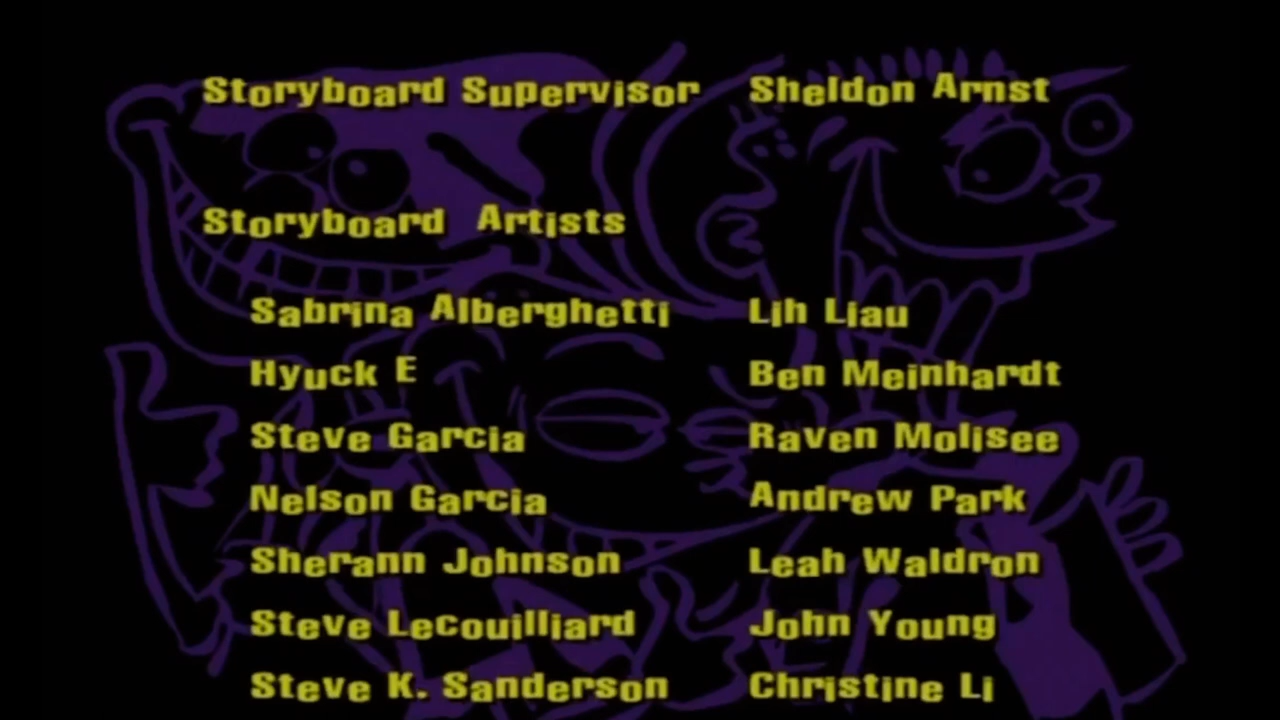 Storyboard Supervisor Sheldon Arnst
Storyboard Artists
Sabrina Alberghetti Lih Liau
Hyuck E Ben Meinhardt
Steve Garcia Raven Molisee
Nelson Garcia Andrew Park
Sherann Johnson Leah Waldron
Steve Lecouilliard John Young
Steve K. Sanderson Christine Li